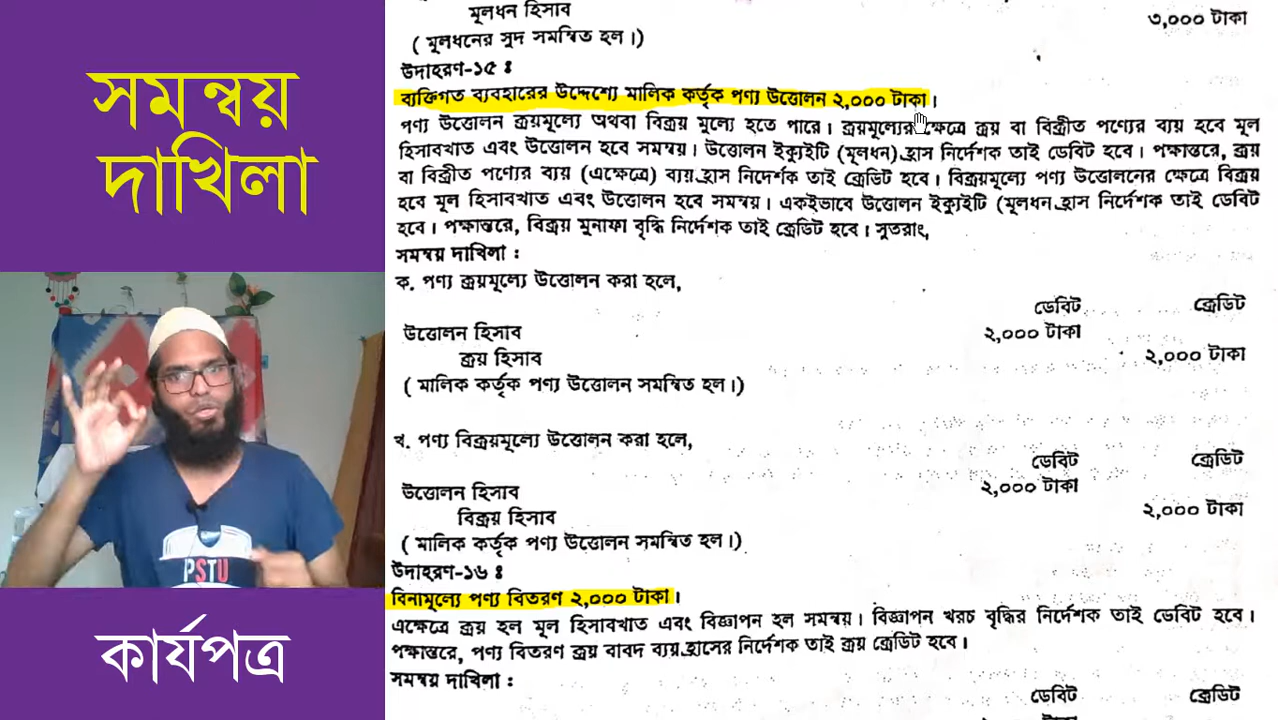 সমন্বয়
দাখিলা
PSTU
কার্যপত্র
মূলধন হিসাব
৩,০০০ টাকা
( মূলধনের সুদ সমন্বিত হল।)
উদাহরণ-১৫ ঃ
ব্যক্তিগত ব্যবহারের উদ্দেশ্যে মালিক কর্তৃক পণ্য উত্তোলন ২,০০০ টাকা।
পণ্য উত্তোলন ক্রয়মূল্যে অথবা বিক্রয় মুল্যে হতে পারে। ক্রয়মূল্যের ক্ষেত্রে ক্রয় বা বিক্রীত পণ্যের ব্যয় হবে মূল
হিসাবখাত এবং উত্তোলন হবে সমন্বয়। উত্তোলন ইক্যুইটি (মূলধন) হ্রাস নির্দেশক তাই ডেবিট হবে। পক্ষান্তরে, ক্রয়
বা বিক্রীত পণ্যের ব্যয় (এক্ষেত্রে) ব্যয় হ্রাস নিদের্শক তাই ক্রেডিট হবে। বিক্রয়মূল্যে পণ্য উত্তোলনের ক্ষেত্রে বিক্রয়
হবে মূল হিসাবখাত এবং উত্তোলন হবে সমন্বয়। একইভাবে উত্তোলন ইক্যুইটি (মূলধন হ্রাস নির্দেশক তাই ডেবিট
হবে। পক্ষান্তরে, বিক্রয় মুনাফা বৃদ্ধি নির্দেশক তাই ক্রেডিট হবে। সুতরাং,
সমন্বয় দাখিলা :
ক. পণ্য ক্রয়মূল্যে উত্তোলন করা হলে,
ডেবিট ক্রেডিট
উত্তোলন হিসাব ২,০০০ টাকা
ক্রয় হিসাব ২,০০০ টাকা
( মালিক কর্তৃক পণ্য উত্তোলন সমন্বিত হল।)
খ. পণ্য বিক্রয়মূল্যে উত্তোলন করা হলে,
ডেবিট ক্রেডিট
উত্তোলন হিসাব ২,০০০ টাকা
বিক্রয় হিসাব ২,০০০ টাকা
( মালিক কর্তৃক পণ্য উত্তোলন সমন্বিত হল।)
উদাহরণ-১৬ ঃ
বিনামূল্যে পণ্য বিতরণ ২,০০০ টাকা।
এক্ষেত্রে ক্রয় হল মূল হিসাবখাত এবং বিজ্ঞাপন হল সমন্বয়। বিজ্ঞাপন খরচ বৃদ্ধির নির্দেশক তাই ডেবিট হবে।
পক্ষান্তরে, পণ্য বিতরণ ক্রয় বাবদ ব্যয় হ্রাসের নির্দেশক তাই ক্রয় ক্রেডিট হবে।
সমন্বয় দাখিলা :
ডেবিট ক্রেডিট